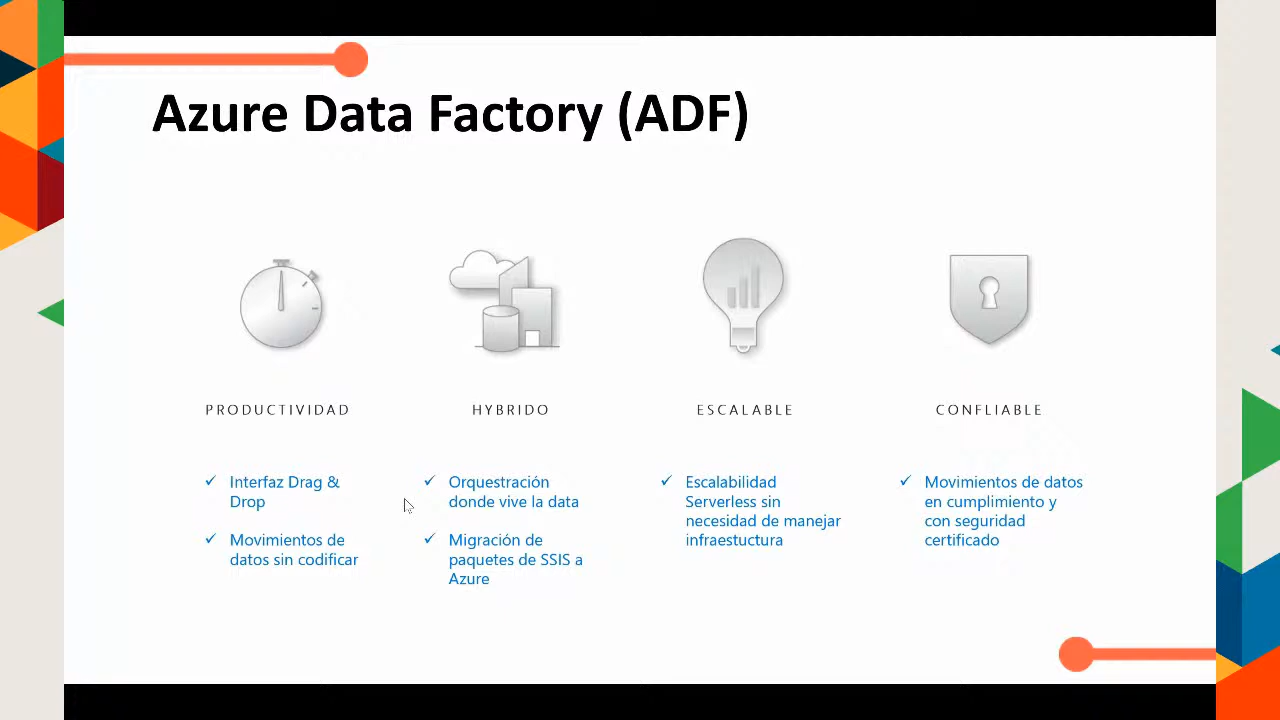 Azure Data Factory (ADF)
PRODUCTIVIDAD
Interfaz Drag &
Drop
Movimientos de
datos sin codificar
HYBRIDO
Orquestración
donde vive la data
Migración de
paquetes de SSIS a
Azure
ESCALABLE
Escalabilidad
Serverless sin
necesidad de manejar
infraestuctura
CONFLIABLE
Movimientos de datos
en cumplimiento y
con seguridad
certificado